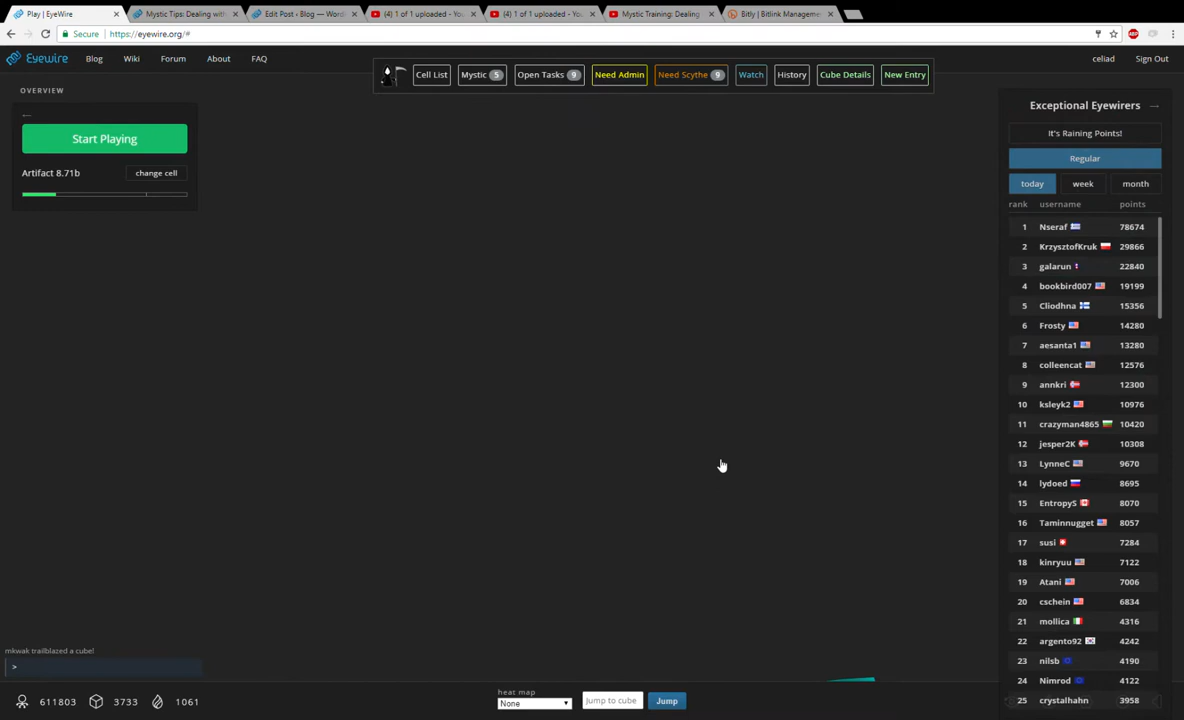 Play | EyeWire
Mystic Tips: Dealing with
Edit Post ‹ Blog — Word
(4) 1 of 1 uploaded - You
(4) 1 of 1 uploaded - You
Mystic Training: Dealing
Bitly | Bitlink Manageme
Secure
https://eyewire.org/#
ABP
Eyewire
Blog
Wiki
Forum
About
FAQ
Cell List
Mystic 5
Open Tasks 9
Need Admin
Need Scythe 9
Watch
History
Cube Details
New Entry
celiad
Sign Out
OVERVIEW
←
Start Playing
Artifact 8.71b
change cell
Exceptional Eyewirers →
It's Raining Points!
Regular
today week month
rank username points
1 Nseraf 78674
2 KrzysztofKruk 29866
3 galarun 22840
4 bookbird007 19199
5 Cliodhna 15356
6 Frosty 14280
7 aesanta1 13280
8 colleencat 12576
9 annkri 12300
10 ksleyk2 10976
11 crazyman4865 10420
12 jesper2K 10308
13 LynneC 9670
14 lydoed 8695
15 EntropyS 8070
16 Taminnugget 8057
17 susi 7284
18 kinryuu 7122
19 Atani 7006
20 cschein 6834
21 mollica 4316
22 argento92 4242
23 nilsb 4190
24 Nimrod 4122
25 crystalhahn 3958
mkwak trailblazed a cube!
>
611803
3733
1061
heat map
None
Jump to cube
Jump